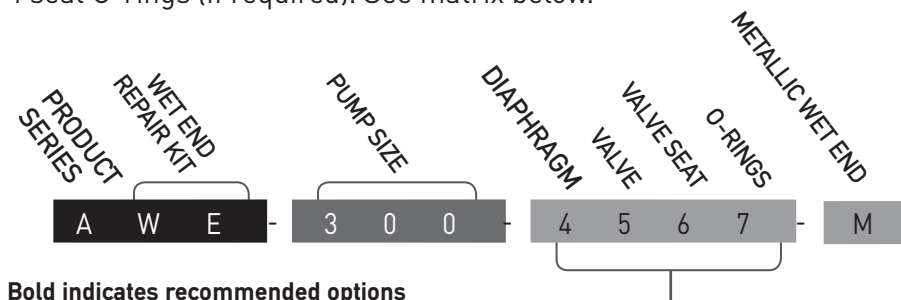 4 seat O-rings (if required). See matrix below.
PRODUCT
SERIES
WET END
REPAIR KIT
PUMP SIZE
DIAPHRAGM
VALVE
VALVE SEAT
O-RINGS
METALLIC WET END
A W E - 3 0 0 - 4 5 6 7 - M
Bold indicates recommended options